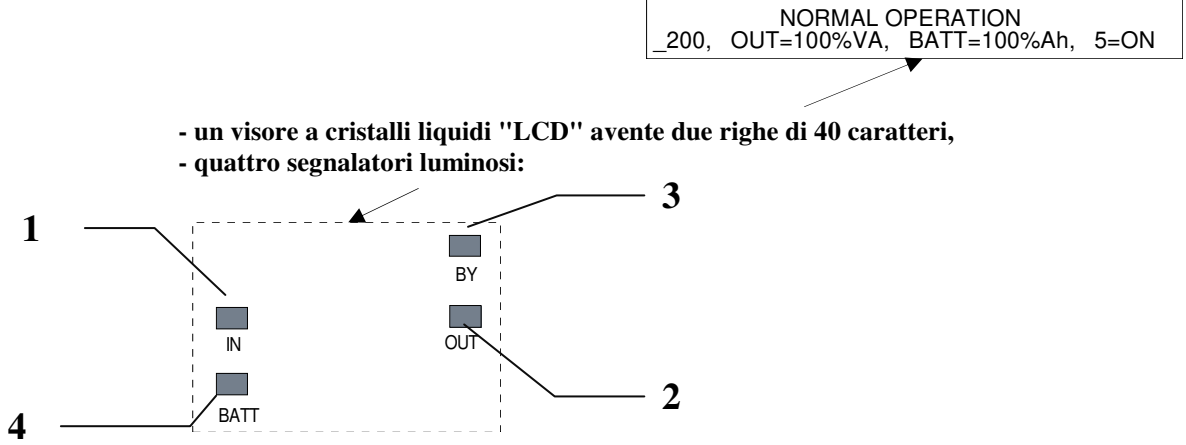 NORMAL OPERATION
_200, OUT=100%VA, BATT=100%Ah, 5=ON
- un visore a cristalli liquidi "LCD" avente due righe di 40 caratteri,
- quattro segnalatori luminosi:
3
1
BY
IN
OUT
2
BATT
4